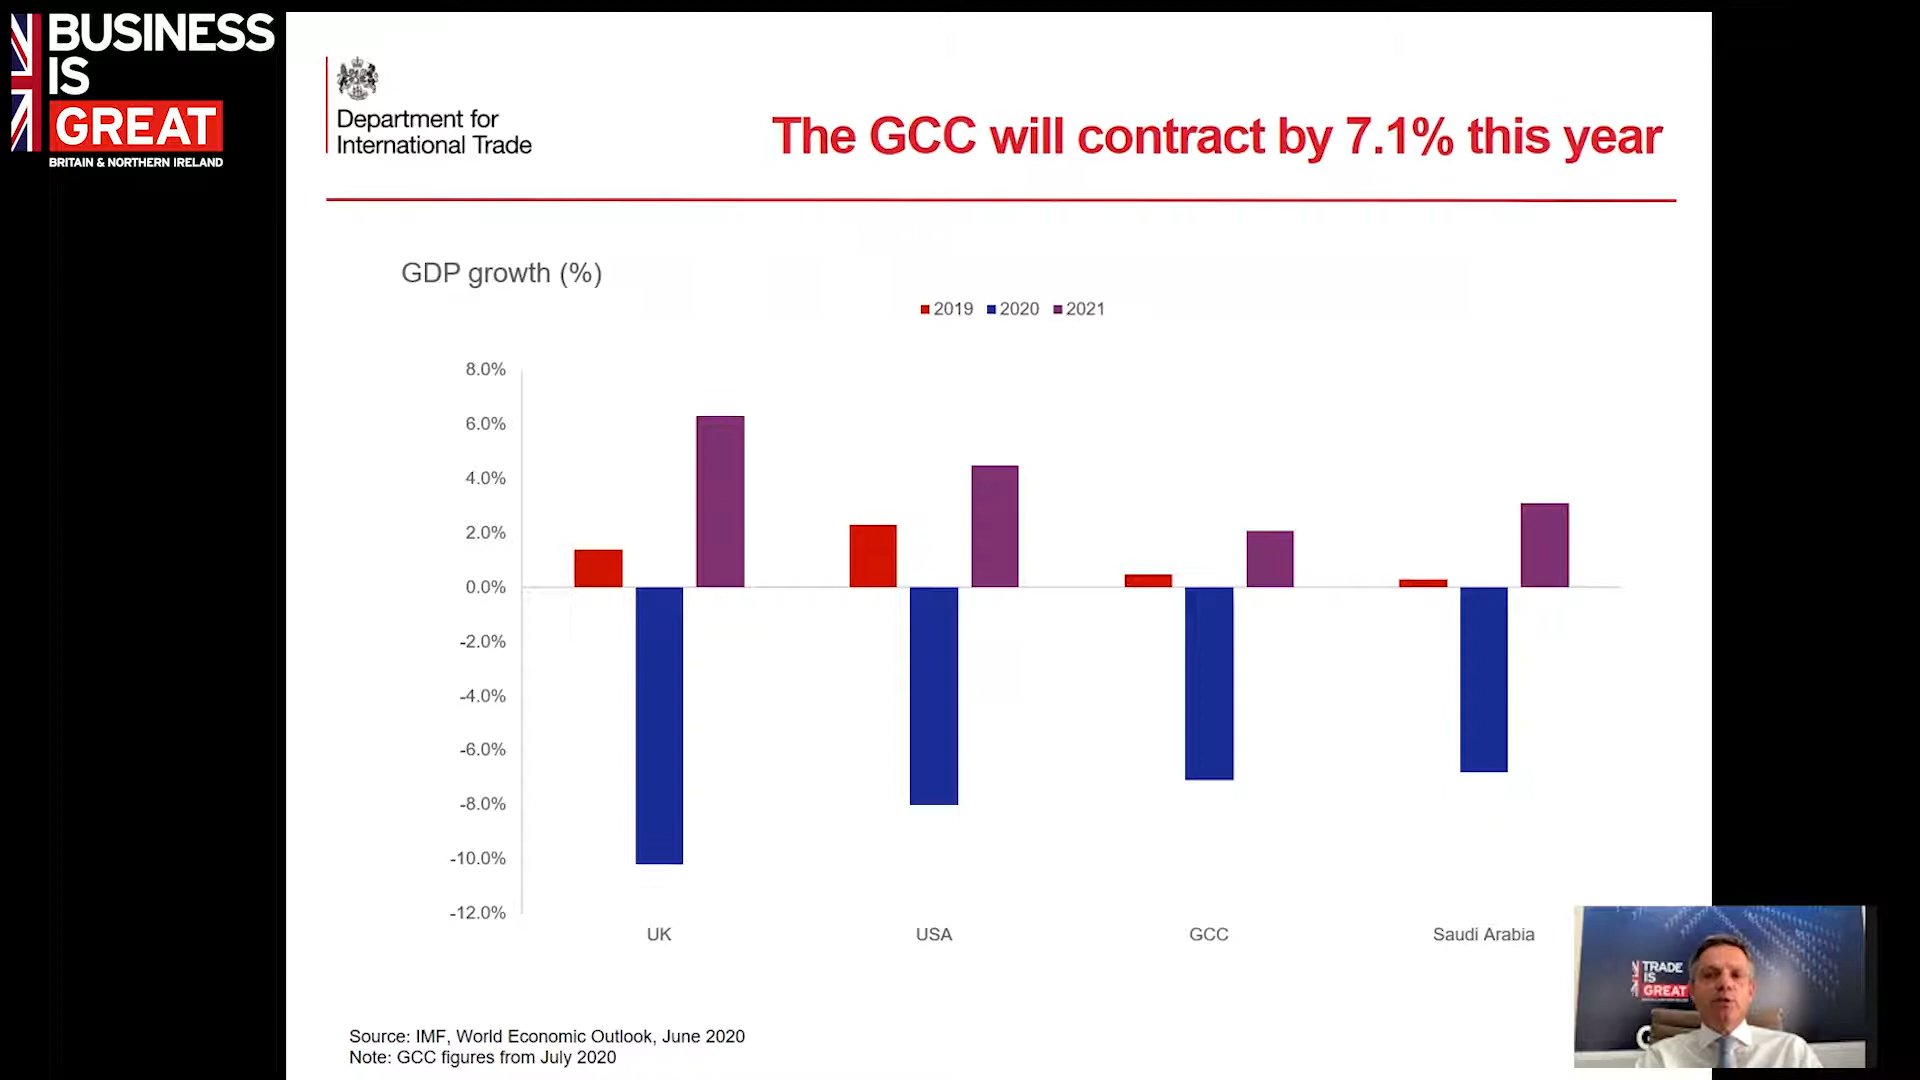 BUSINESS
IS
GREAT
BRITAIN & NORTHERN IRELAND
Department for
International Trade
The GCC will contract by 7.1% this year
GDP growth (%)
2019 2020 2021
8.0%
6.0%
4.0%
2.0%
0.0%
-2.0%
-4.0%
-6.0%
-8.0%
-10.0%
-12.0%
UK USA GCC Saudi Arabia
Source: IMF, World Economic Outlook, June 2020
Note: GCC figures from July 2020
TRADE
IS
GREAT